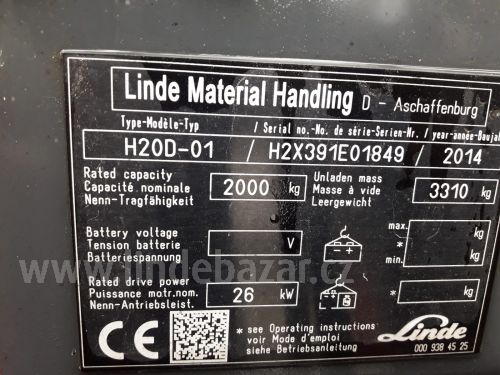 Linde Material Handling D - Aschaffenburg
Type-Modèle-Typ / Serial no.-No. de série-Serien-Nr. / year-année-Baujahr
H20D-01 / H2X391E01849 / 2014
Rated capacity
Capacité nominale
Nenn-Tragfähigkeit
2000 kg
Unladen mass
Masse à vide
Leergewicht
3310 kg
Battery voltage
Tension batterie
Batteriespannung
V
max.
*
min.
kg
kg
www.lindebazar.cz
Rated drive power
Puissance motr.nom.
Nenn-Antriebsleist.
26 kW
* kg
CE
* see Operating instructions
voir Mode d'emploi
siehe Betriebsanleitung
Linde
000 938 45 25